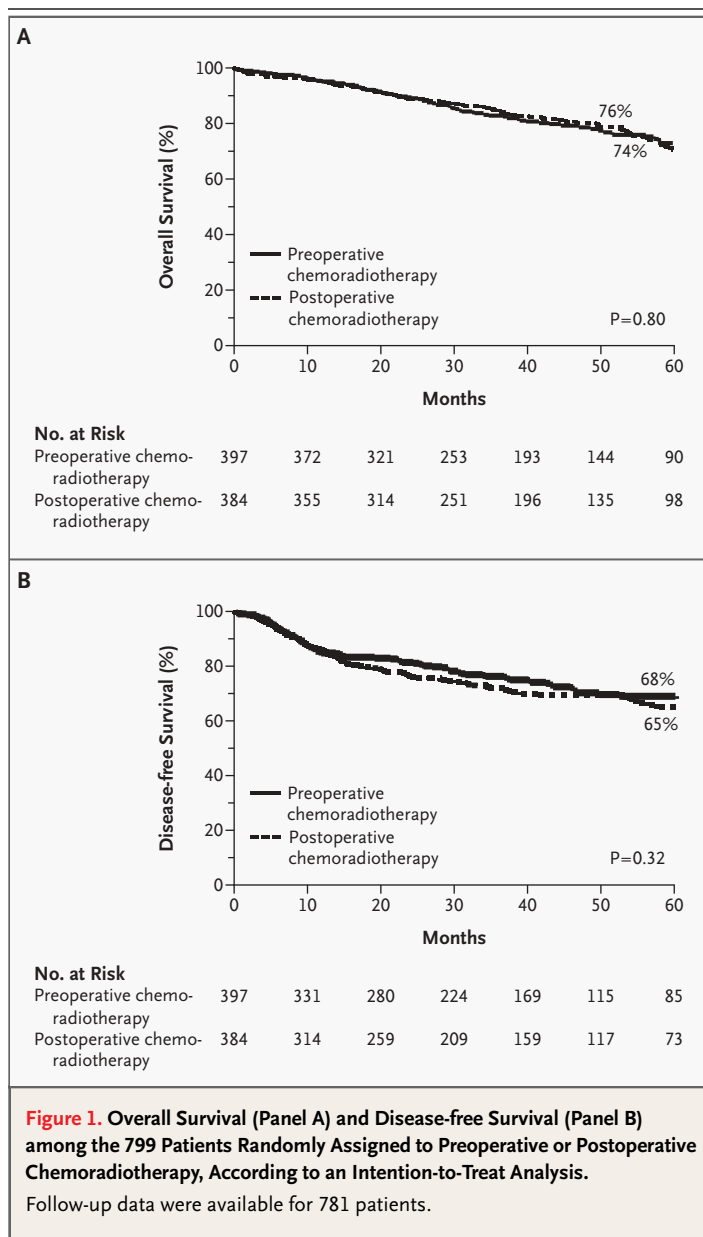 A
100
80
60
40
20
0
Overall Survival (%)
76%
74%
Preoperative
chemoradiotherapy
Postoperative
chemoradiotherapy
P=0.80
0 10 20 30 40 50 60
Months
No. at Risk
Preoperative chemo-
radiotherapy
397 372 321 253 193 144 90
Postoperative chemo-
radiotherapy
384 355 314 251 196 135 98
B
100
80
60
40
20
0
Disease-free Survival (%)
68%
65%
Preoperative
chemoradiotherapy
Postoperative
chemoradiotherapy
P=0.32
0 10 20 30 40 50 60
Months
No. at Risk
Preoperative chemo-
radiotherapy
397 331 280 224 169 115 85
Postoperative chemo-
radiotherapy
384 314 259 209 159 117 73
Figure 1. Overall Survival (Panel A) and Disease-free Survival (Panel B)
among the 799 Patients Randomly Assigned to Preoperative or Postoperative
Chemoradiotherapy, According to an Intention-to-Treat Analysis.
Follow-up data were available for 781 patients.